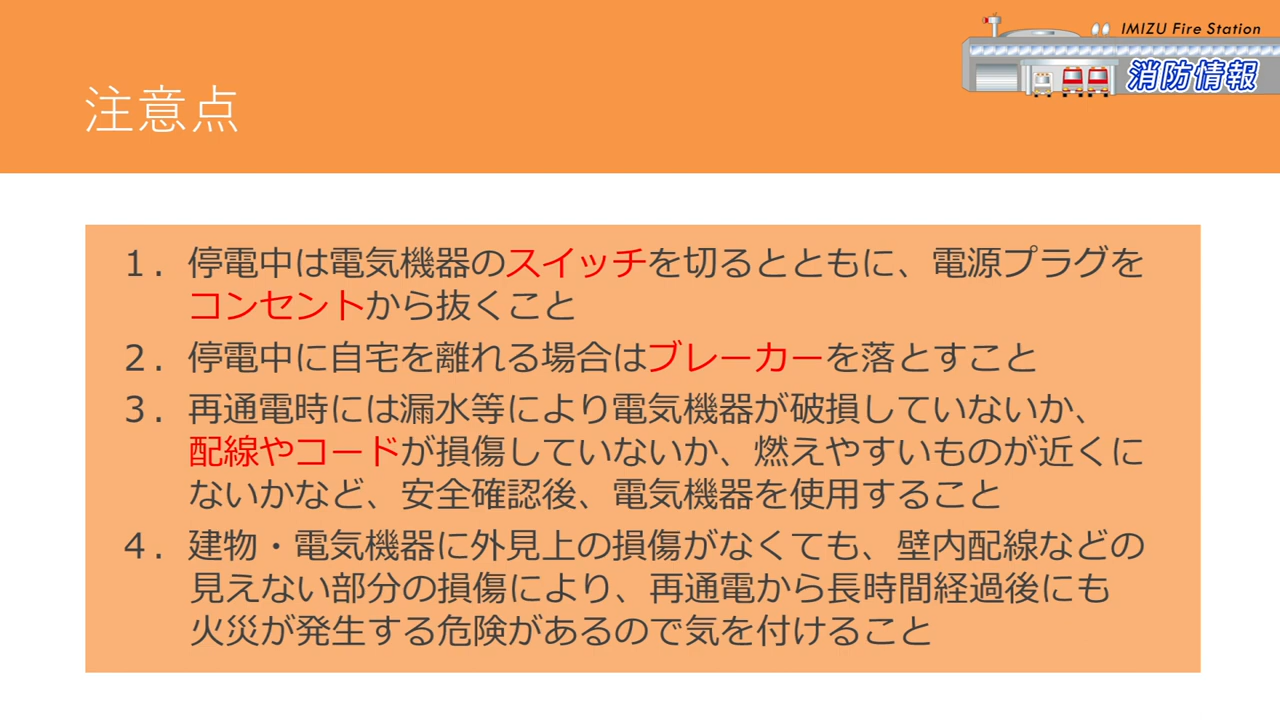 IMIZU Fire Station
消防情報
注意点
１．停電中は電気機器のスイッチを切るとともに、電源プラグを
コンセントから抜くこと
２．停電中に自宅を離れる場合はブレーカーを落とすこと
３．再通電時には漏水等により電気機器が破損していないか、
配線やコードが損傷していないか、燃えやすいものが近くに
ないかなど、安全確認後、電気機器を使用すること
４．建物・電気機器に外見上の損傷がなくても、壁内配線などの
見えない部分の損傷により、再通電から長時間経過後にも
火災が発生する危険があるので気を付けること